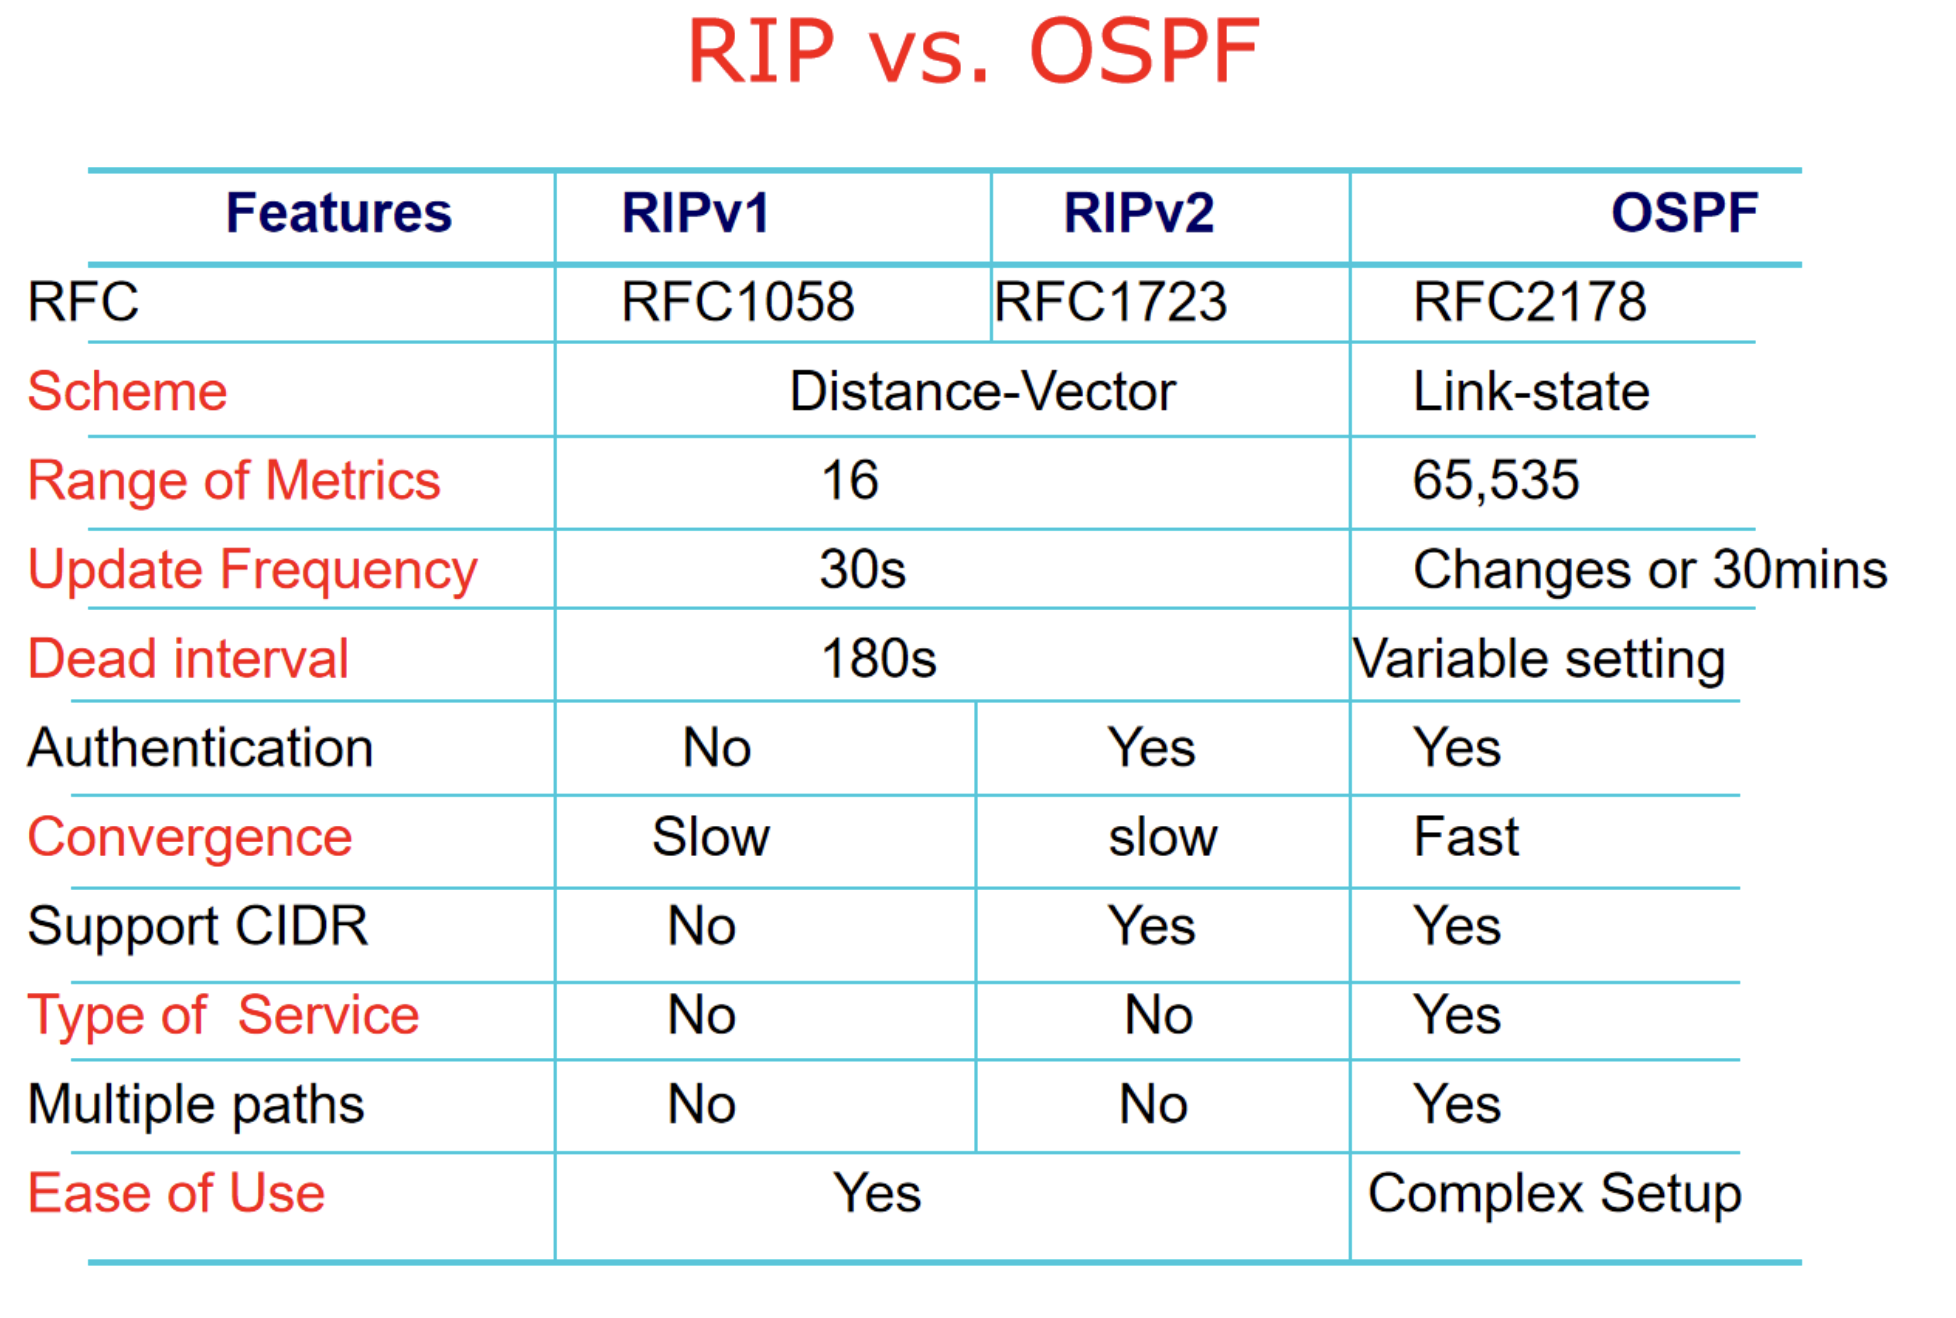 RIP vs. OSPF
Features RIPv1 RIPv2 OSPF
RFC RFC1058 RFC1723 RFC2178
Scheme Distance-Vector Link-state
Range of Metrics 16 65,535
Update Frequency 30s Changes or 30mins
Dead interval 180s Variable setting
Authentication No Yes Yes
Convergence Slow slow Fast
Support CIDR No Yes Yes
Type of  Service No No Yes
Multiple paths No No Yes
Ease of Use Yes Complex Setup